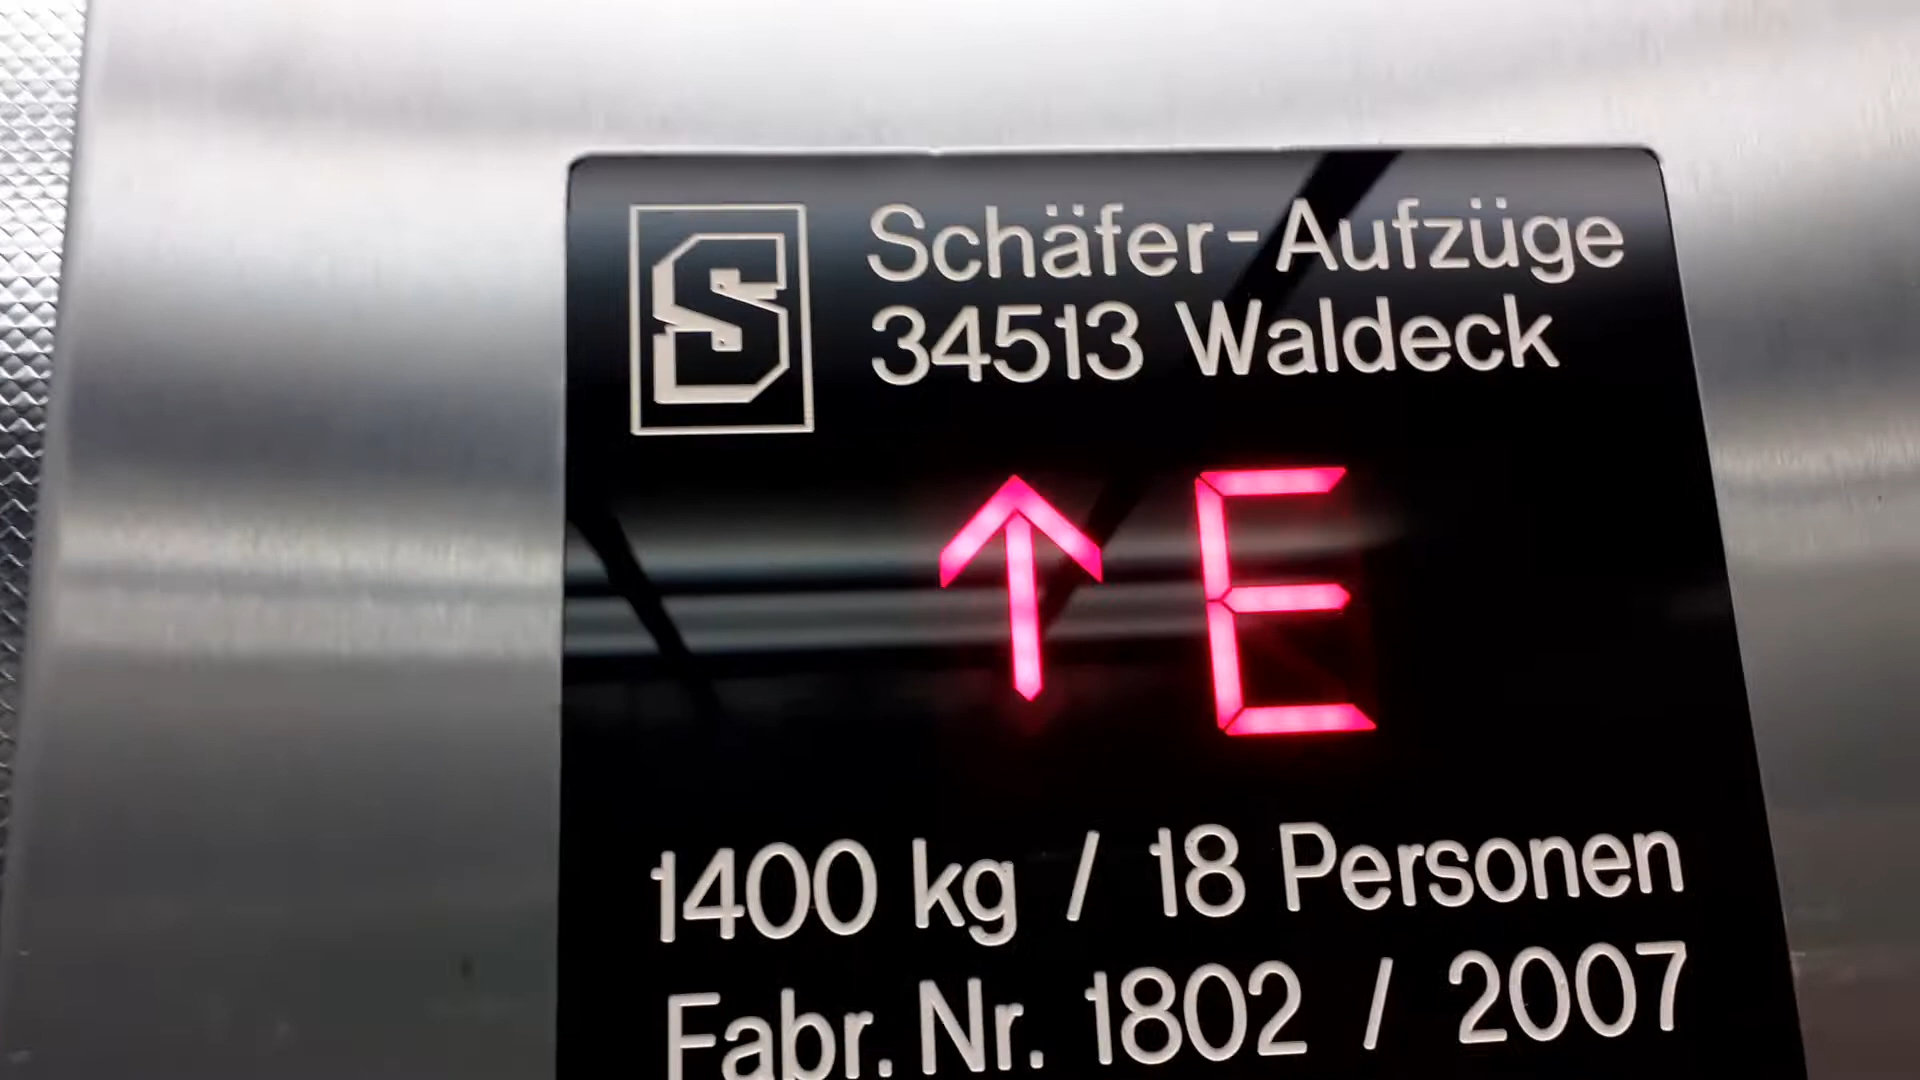 S Schäfer-Aufzüge
34513 Waldeck
↑ E
1400 kg / 18 Personen
Fabr. Nr. 1802 / 2007